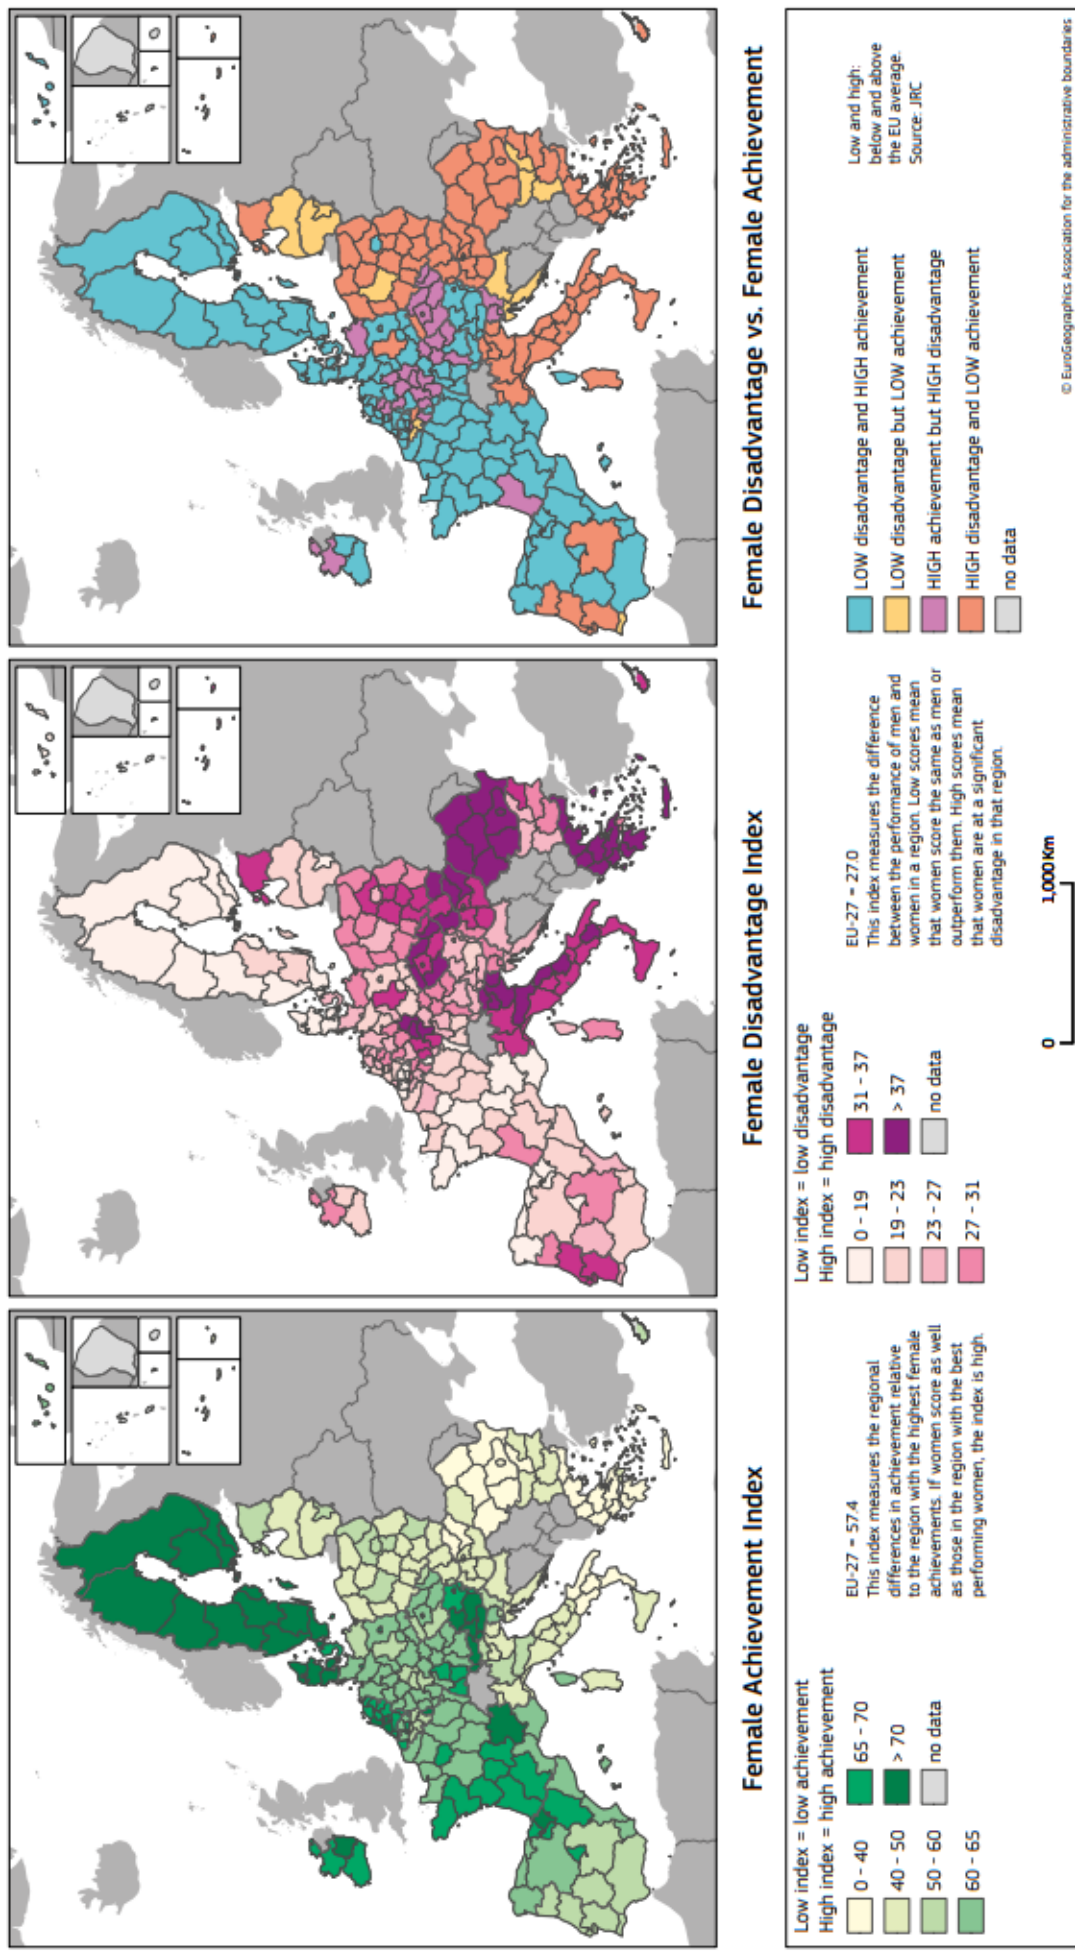 Female Achievement Index
Female Disadvantage Index
Female Disadvantage vs. Female Achievement
Low index = low achievement
High index = high achievement
0 - 40
40 - 50
50 - 60
60 - 65
65 - 70
> 70
no data
EU-27 = 57.4
This index measures the regional
differences in achievement relative
to the region with the highest female
achievements. If women score as well
as those in the region with the best
performing women, the index is high.
Low index = low disadvantage
High index = high disadvantage
0 - 19
19 - 23
23 - 27
27 - 31
31 - 37
> 37
no data
EU-27 = 27.0
This index measures the difference
between the performance of men and
women in a region. Low scores mean
that women score the same as men or
outperform them. High scores mean
that women are at a significant
disadvantage in that region.
LOW disadvantage and HIGH achievement
LOW disadvantage but LOW achievement
HIGH achievement but HIGH disadvantage
HIGH disadvantage and LOW achievement
no data
Low and high:
below and above
the EU average.
Source: JRC
0 1,000 Km
© EuroGeographics Association for the administrative boundaries